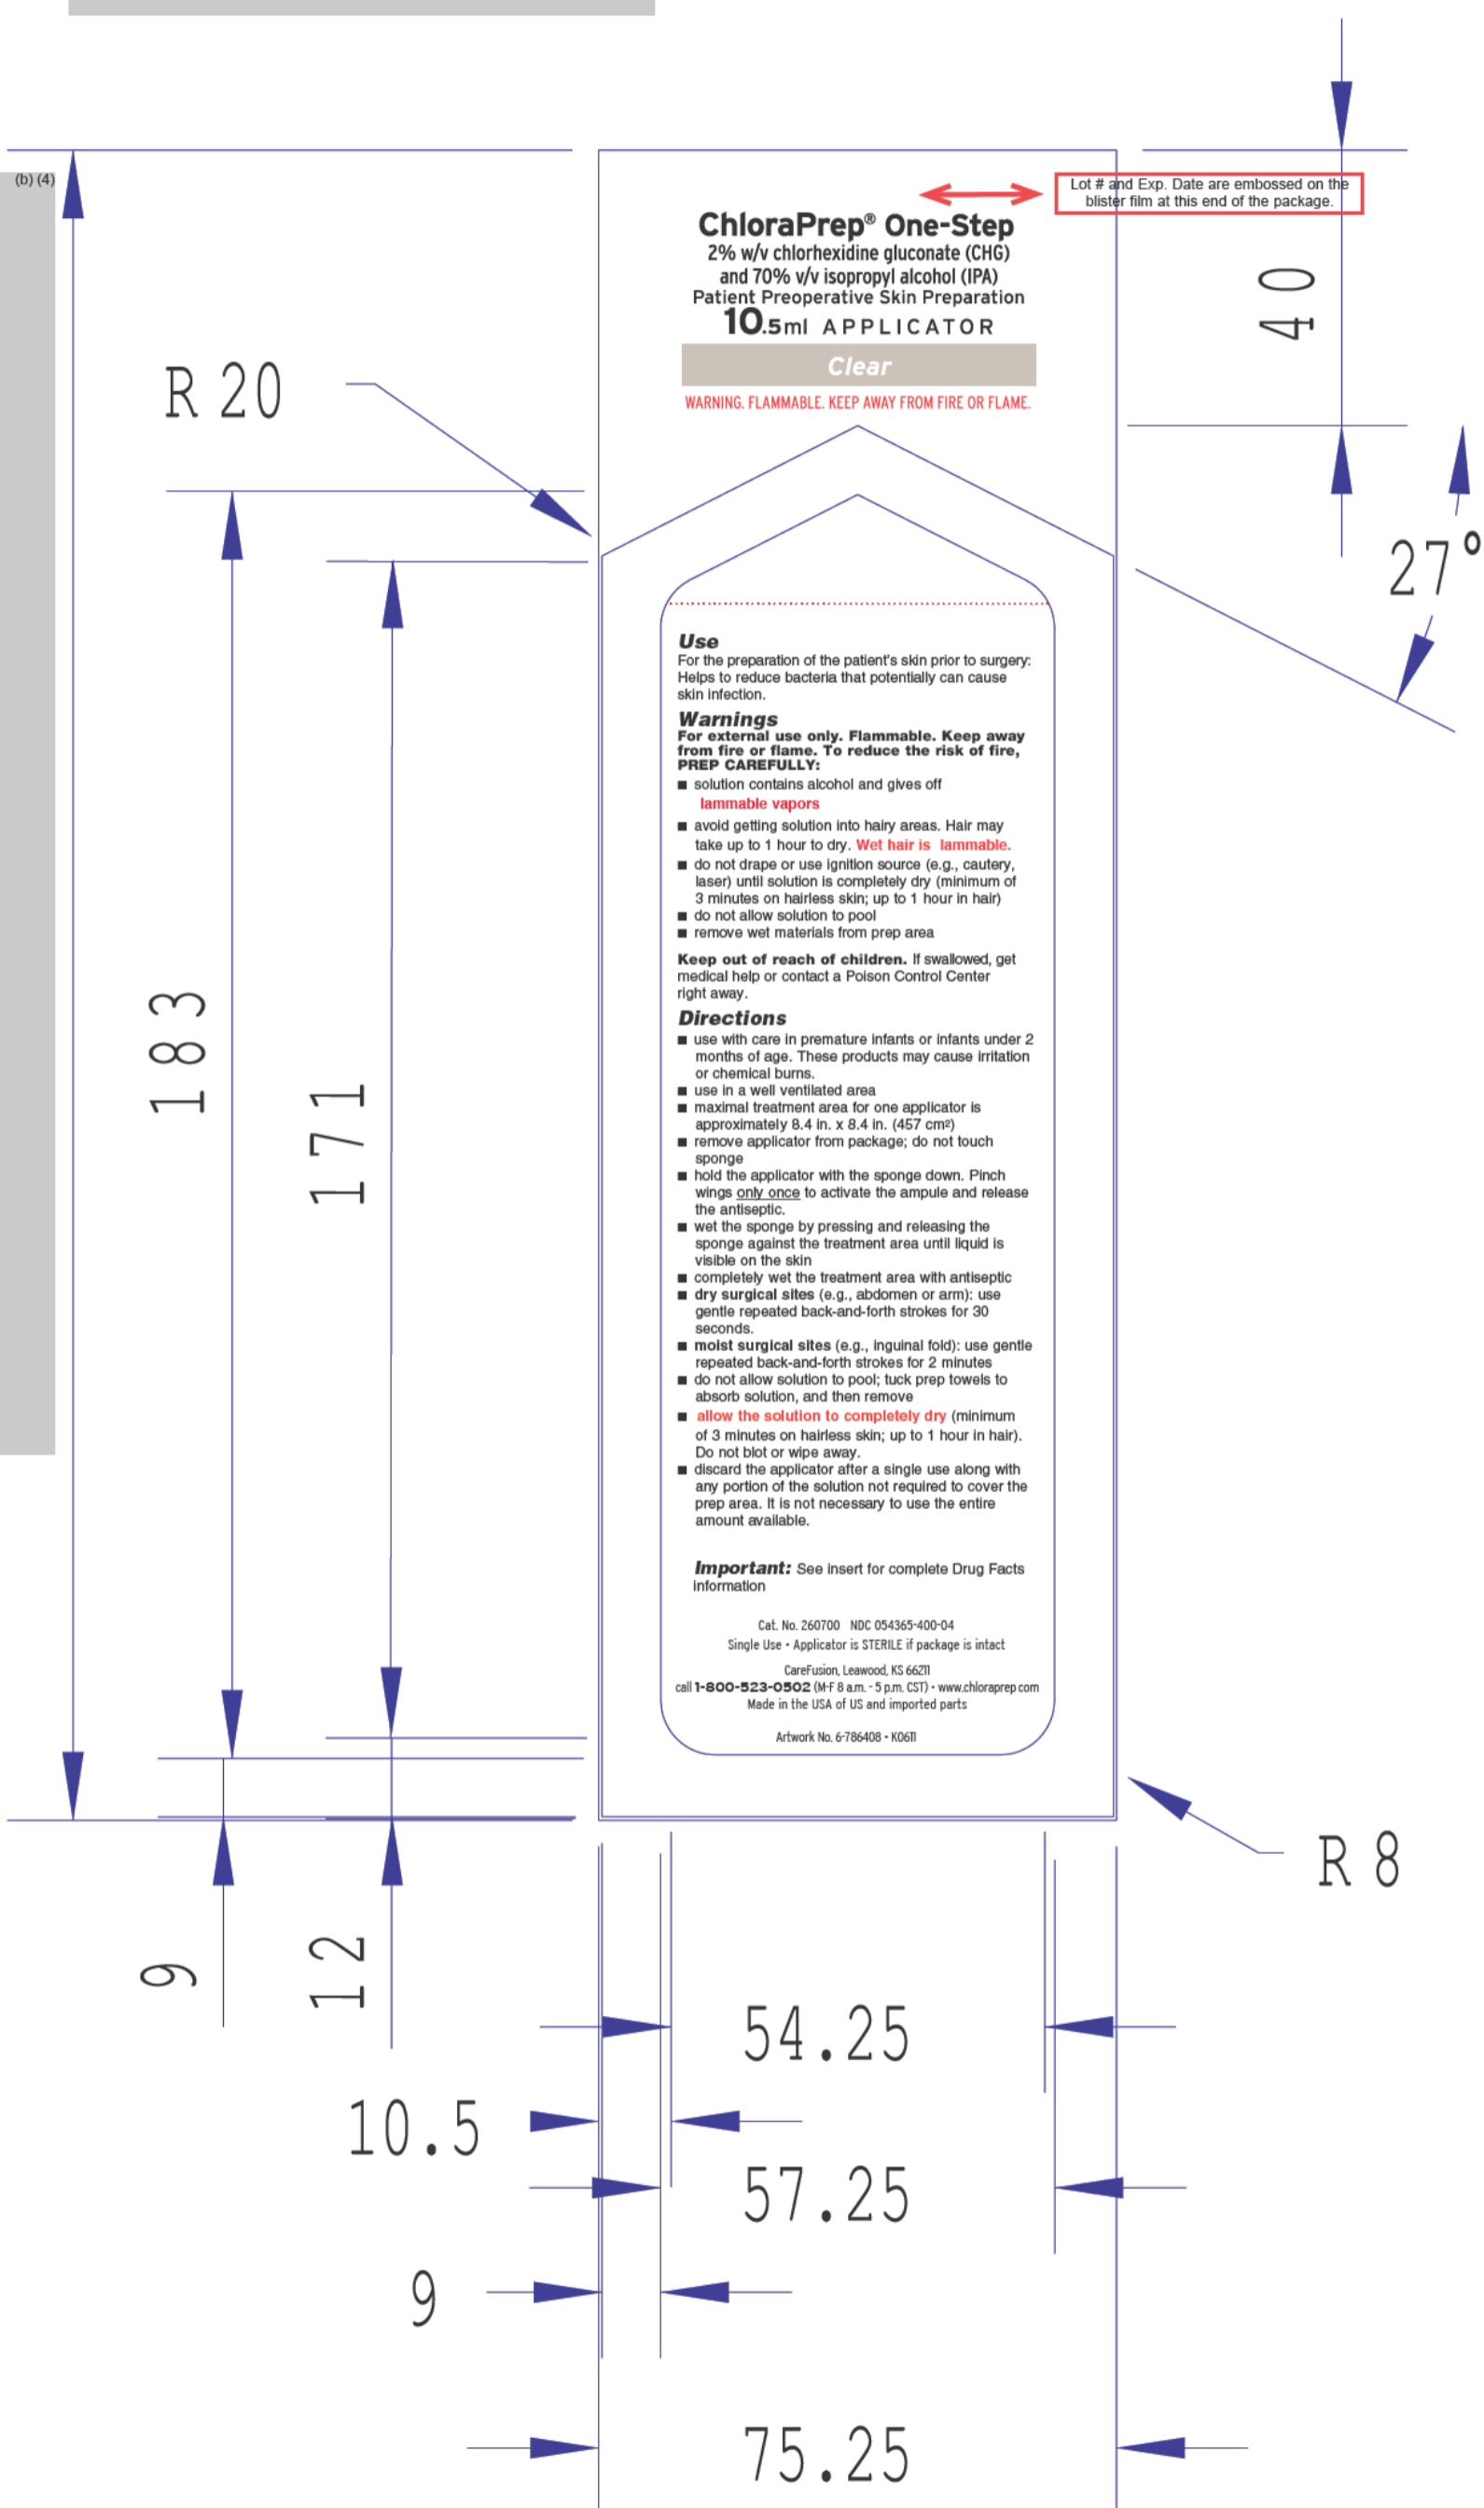 (b) (4)
Lot # and Exp. Date are embossed on the
blister film at this end of the package.
ChloraPrep® One-Step
2% w/v chlorhexidine gluconate (CHG)
and 70% v/v isopropyl alcohol (IPA)
Patient Preoperative Skin Preparation
10.5ml APPLICATOR
Clear
WARNING. FLAMMABLE. KEEP AWAY FROM FIRE OR FLAME.
40
R 20
27°
Use
For the preparation of the patient's skin prior to surgery:
Helps to reduce bacteria that potentially can cause
skin infection.
Warnings
For external use only. Flammable. Keep away
from fire or flame. To reduce the risk of fire,
PREP CAREFULLY:
■ solution contains alcohol and gives off
lammable vapors
■ avoid getting solution into hairy areas. Hair may
take up to 1 hour to dry. Wet hair is lammable.
■ do not drape or use ignition source (e.g., cautery,
laser) until solution is completely dry (minimum of
3 minutes on hairless skin; up to 1 hour in hair)
■ do not allow solution to pool
■ remove wet materials from prep area
Keep out of reach of children. If swallowed, get
medical help or contact a Poison Control Center
right away.
Directions
■ use with care in premature infants or infants under 2
months of age. These products may cause irritation
or chemical burns.
■ use in a well ventilated area
■ maximal treatment area for one applicator is
approximately 8.4 in. x 8.4 in. (457 cm²)
■ remove applicator from package; do not touch
sponge
■ hold the applicator with the sponge down. Pinch
wings only once to activate the ampule and release
the antiseptic.
■ wet the sponge by pressing and releasing the
sponge against the treatment area until liquid is
visible on the skin
■ completely wet the treatment area with antiseptic
■ dry surgical sites (e.g., abdomen or arm): use
gentle repeated back-and-forth strokes for 30
seconds.
■ moist surgical sites (e.g., inguinal fold): use gentle
repeated back-and-forth strokes for 2 minutes
■ do not allow solution to pool; tuck prep towels to
absorb solution, and then remove
■ allow the solution to completely dry (minimum
of 3 minutes on hairless skin; up to 1 hour in hair).
Do not blot or wipe away.
■ discard the applicator after a single use along with
any portion of the solution not required to cover the
prep area. It is not necessary to use the entire
amount available.
Important: See insert for complete Drug Facts
information
Cat. No. 260700 NDC 054365-400-04
Single Use • Applicator is STERILE if package is intact
CareFusion, Leawood, KS 66211
call 1-800-523-0502 (M-F 8 a.m. - 5 p.m. CST) • www.chloraprep.com
Made in the USA of US and imported parts
Artwork No. 6-786408 • K0611
183
171
R 8
9
12
54.25
10.5
57.25
9
75.25